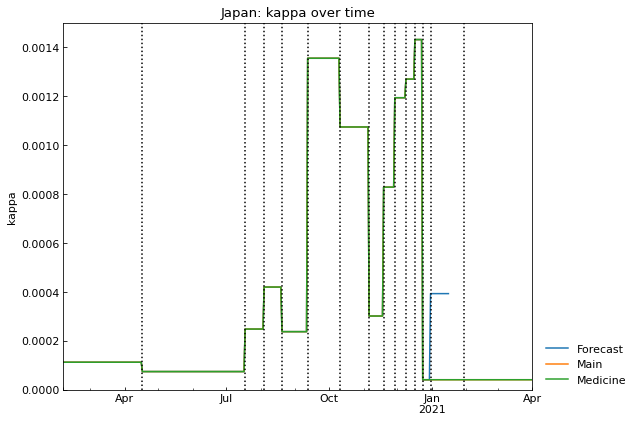 Japan: kappa over time
kappa
0.0014
0.0012
0.0010
0.0008
0.0006
0.0004
0.0002
0.0000
Apr
Jul
Oct
Jan
2021
Apr
Forecast
Main
Medicine